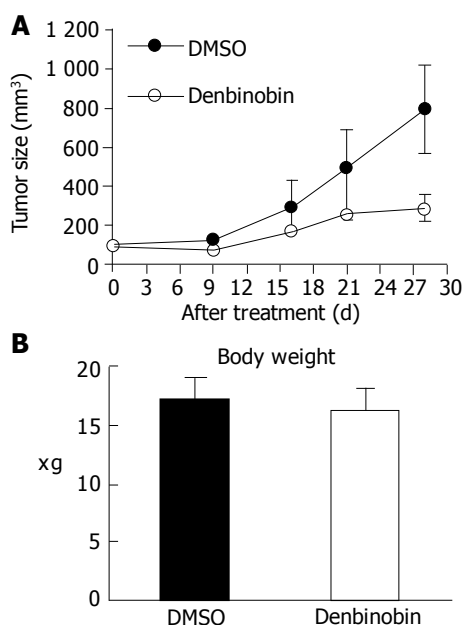 A
1 200
1 000
800
600
400
200
0
Tumor size (mm³)
DMSO
Denbinobin
0 3 6 9 12 15 18 21 24 27 30
After treatment (d)
B
Body weight
20
15
10
5
0
xg
DMSO Denbinobin